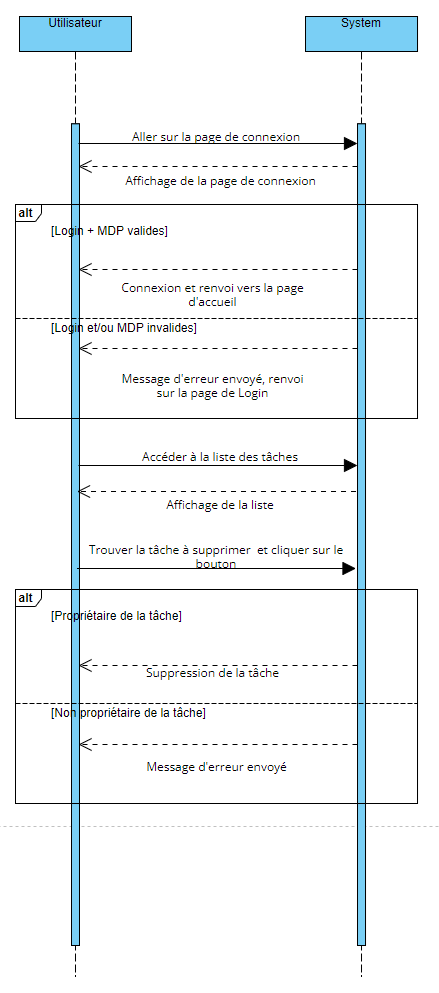 Utilisateur
System
Aller sur la page de connexion
Affichage de la page de connexion
alt
[Login + MDP valides]
Connexion et renvoi vers la page
d'accueil
[Login et/ou MDP invalides]
Message d'erreur envoyé, renvoi
sur la page de Login
Accéder à la liste des tâches
Affichage de la liste
Trouver la tâche à supprimer et cliquer sur le
bouton
alt
[Propriétaire de la tâche]
Suppression de la tâche
[Non propriétaire de la tâche]
Message d'erreur envoyé